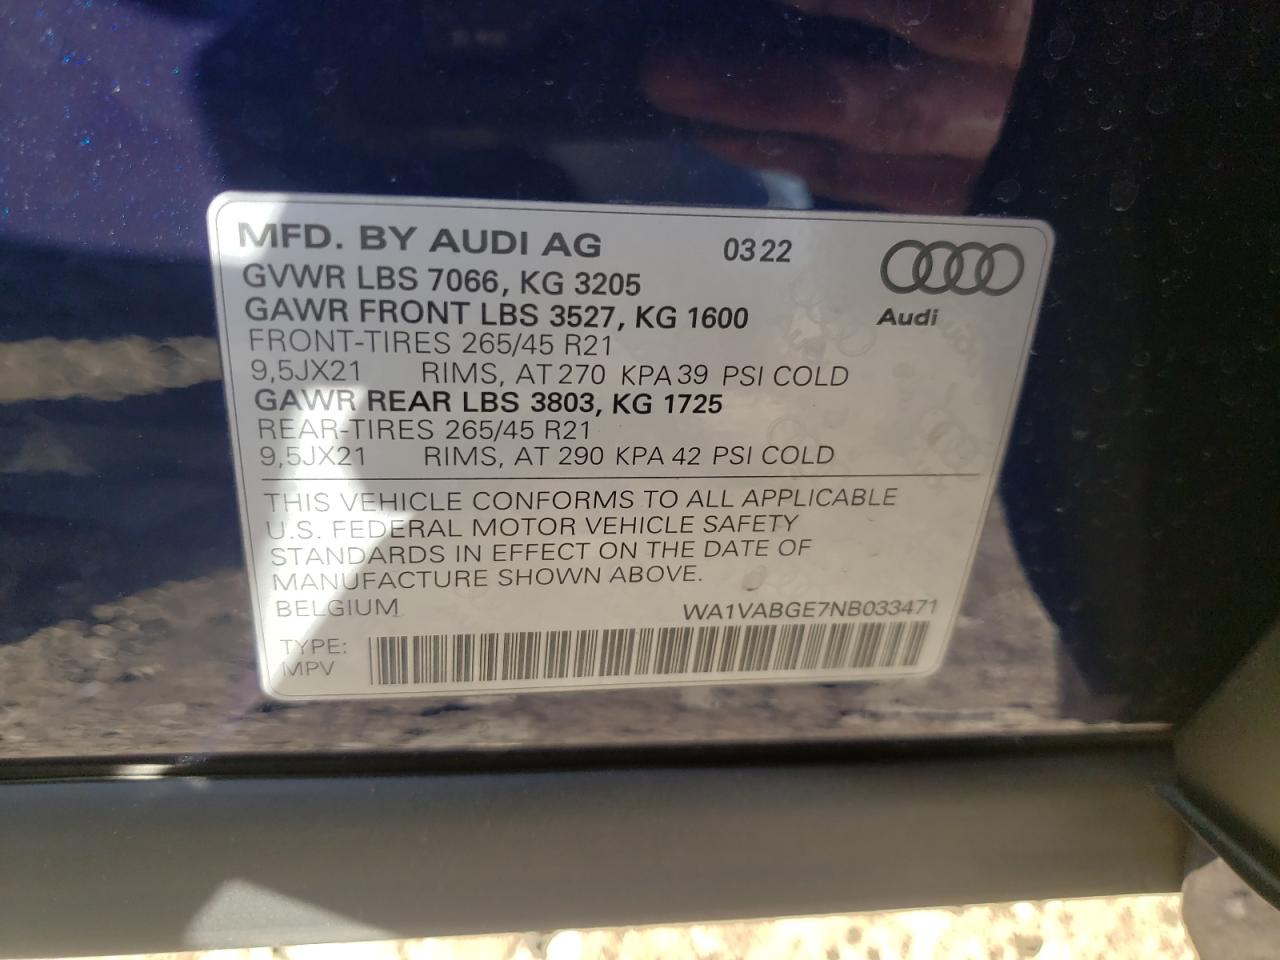 MFD. BY AUDI AG 03 22
GVWR LBS 7066, KG 3205
GAWR FRONT LBS 3527, KG 1600
Audi
FRONT-TIRES 265/45 R21
9,5JX21 RIMS, AT 270 KPA 39 PSI COLD
GAWR REAR LBS 3803, KG 1725
REAR-TIRES 265/45 R21
9,5JX21 RIMS, AT 290 KPA 42 PSI COLD
THIS VEHICLE CONFORMS TO ALL APPLICABLE
U.S. FEDERAL MOTOR VEHICLE SAFETY
STANDARDS IN EFFECT ON THE DATE OF
MANUFACTURE SHOWN ABOVE.
BELGIUM WA1VABGE7NB033471
TYPE:
MPV